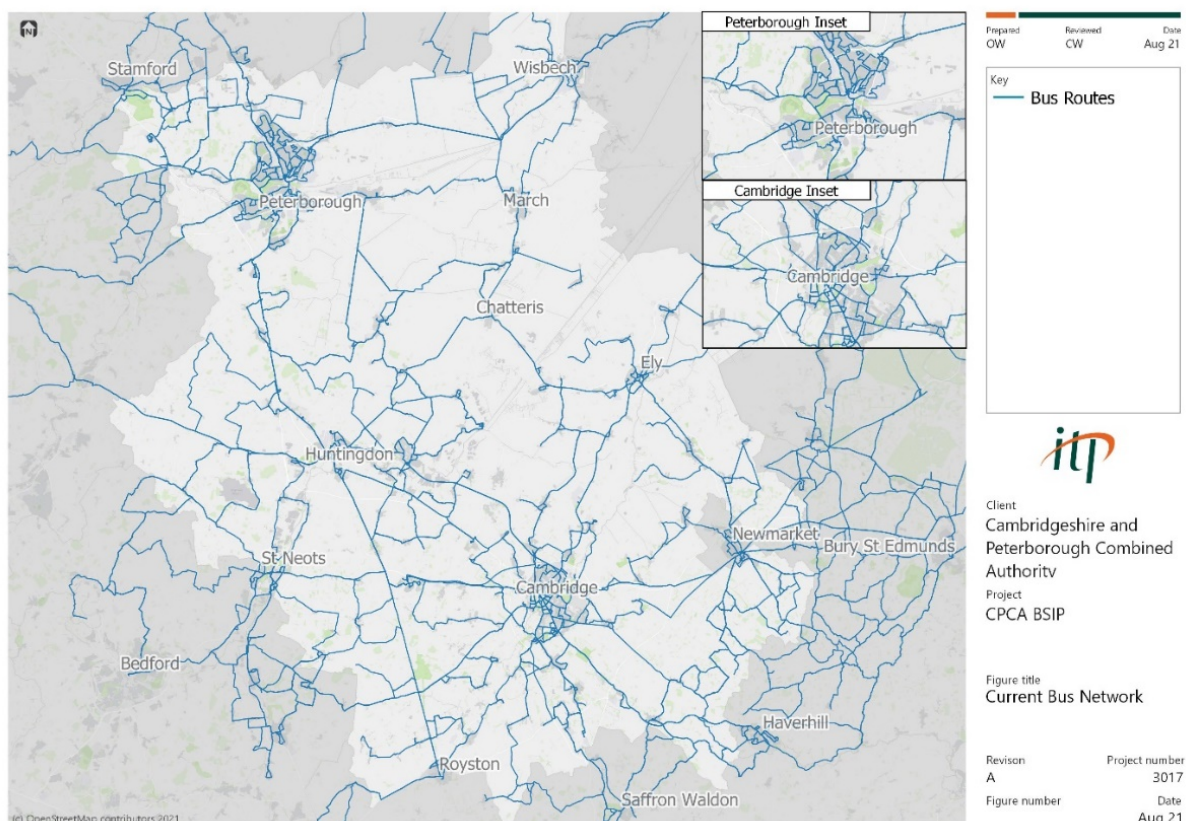 N
Stamford
Wisbech
Peterborough
March
Chatteris
Ely
Huntingdon
Newmarket
Bury St Edmunds
St Neots
Cambridge
Bedford
Haverhill
Royston
Saffron Waldon
(c) OpenStreetMap contributors 2021
Peterborough Inset
Peterborough
Cambridge Inset
Cambridge
Prepared Reviewed Date
OW CW Aug 21
Key
Bus Routes
itp
Client
Cambridgeshire and
Peterborough Combined
Authority
Project
CPCA BSIP
Figure title
Current Bus Network
Revison Project number
A 3017
Figure number Date
Aug 21